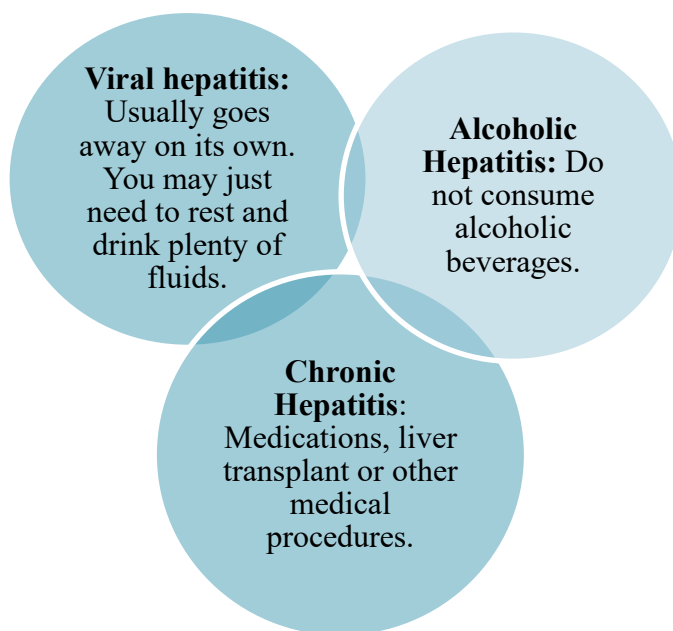 Viral hepatitis:
Usually goes
away on its own.
You may just
need to rest and
drink plenty of
fluids.
Alcoholic
Hepatitis: Do
not consume
alcoholic
beverages.
Chronic
Hepatitis:
Medications, liver
transplant or other
medical
procedures.